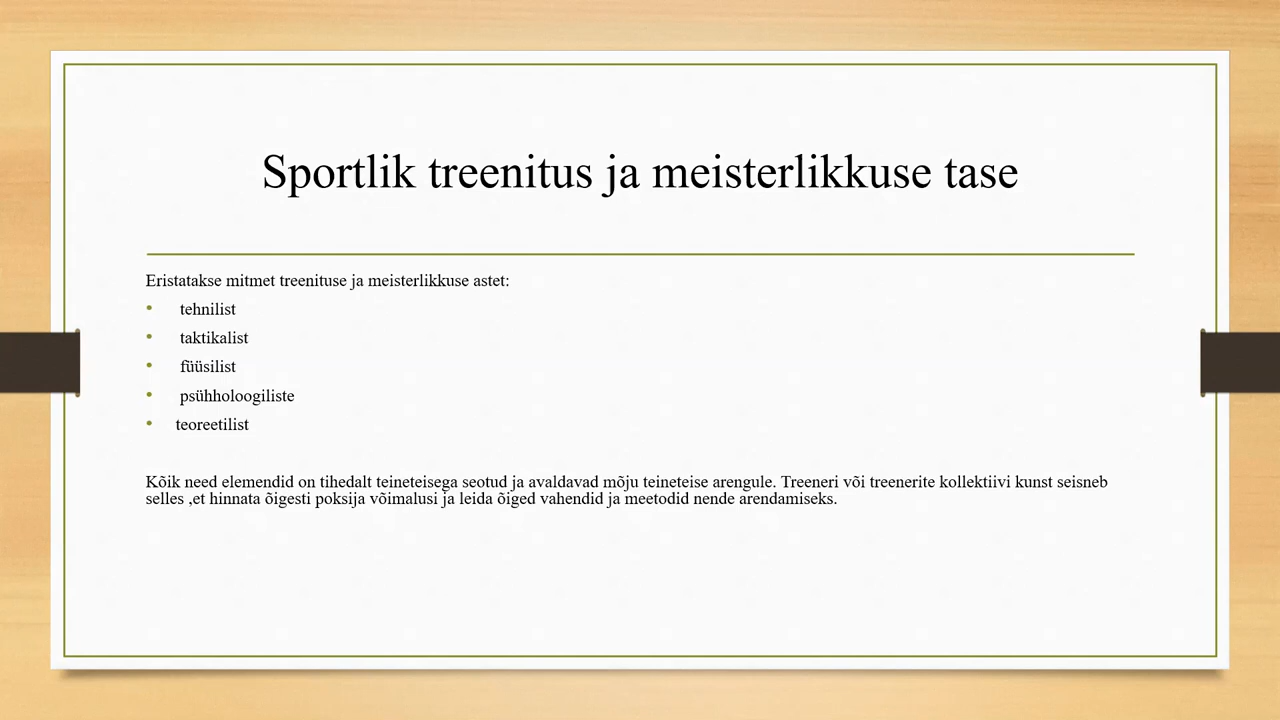 Sportlik treenitus ja meisterlikkuse tase
Eristatakse mitmet treenituse ja meisterlikkuse astet:
• tehnilist
• taktikalist
• füüsilist
• psühholoogiliste
• teoreetilist
Kõik need elemendid on tihedalt teineteisega seotud ja avaldavad mõju teineteise arengule. Treeneri või treenerite kollektiivi kunst seisneb
selles ,et hinnata õigesti poksija võimalusi ja leida õiged vahendid ja meetodid nende arendamiseks.